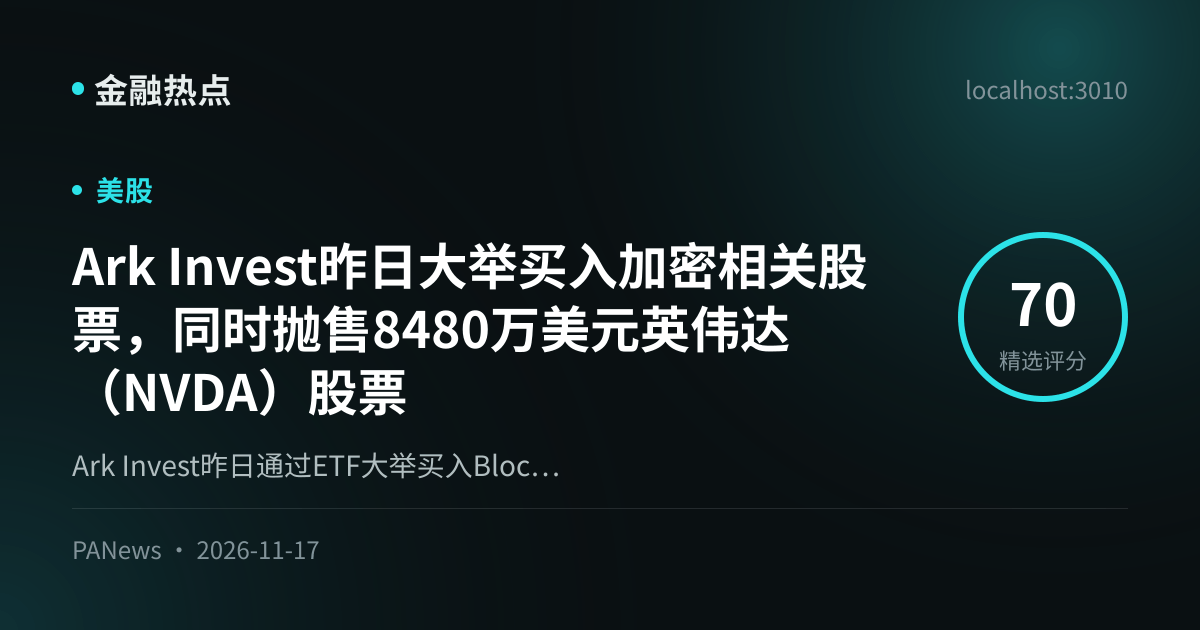 金融热点
localhost:3010
美股
Ark Invest昨日大举买入加密相关股
票，同时抛售8480万美元英伟达
（NVDA）股票
70
精选评分
Ark Invest昨日通过ETF大举买入Bloc…
PANews • 2026-11-17